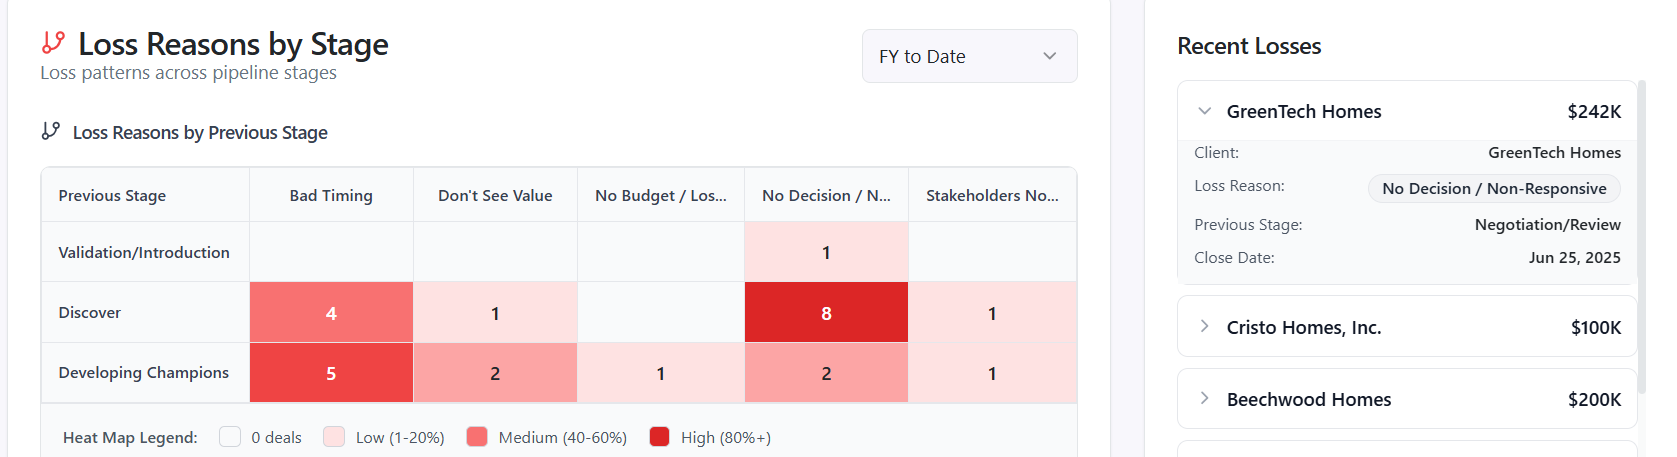 Loss Reasons by Stage
Loss patterns across pipeline stages
FY to Date
Loss Reasons by Previous Stage
Previous Stage Bad Timing Don't See Value No Budget / Los... No Decision / N... Stakeholders No...
Validation/Introduction 1
Discover 4 1 8 1
Developing Champions 5 2 1 2 1
Heat Map Legend: 0 deals Low (1-20%) Medium (40-60%) High (80%+)
Recent Losses
GreenTech Homes $242K
Client: GreenTech Homes
Loss Reason: No Decision / Non-Responsive
Previous Stage: Negotiation/Review
Close Date: Jun 25, 2025
Cristo Homes, Inc. $100K
Beechwood Homes $200K